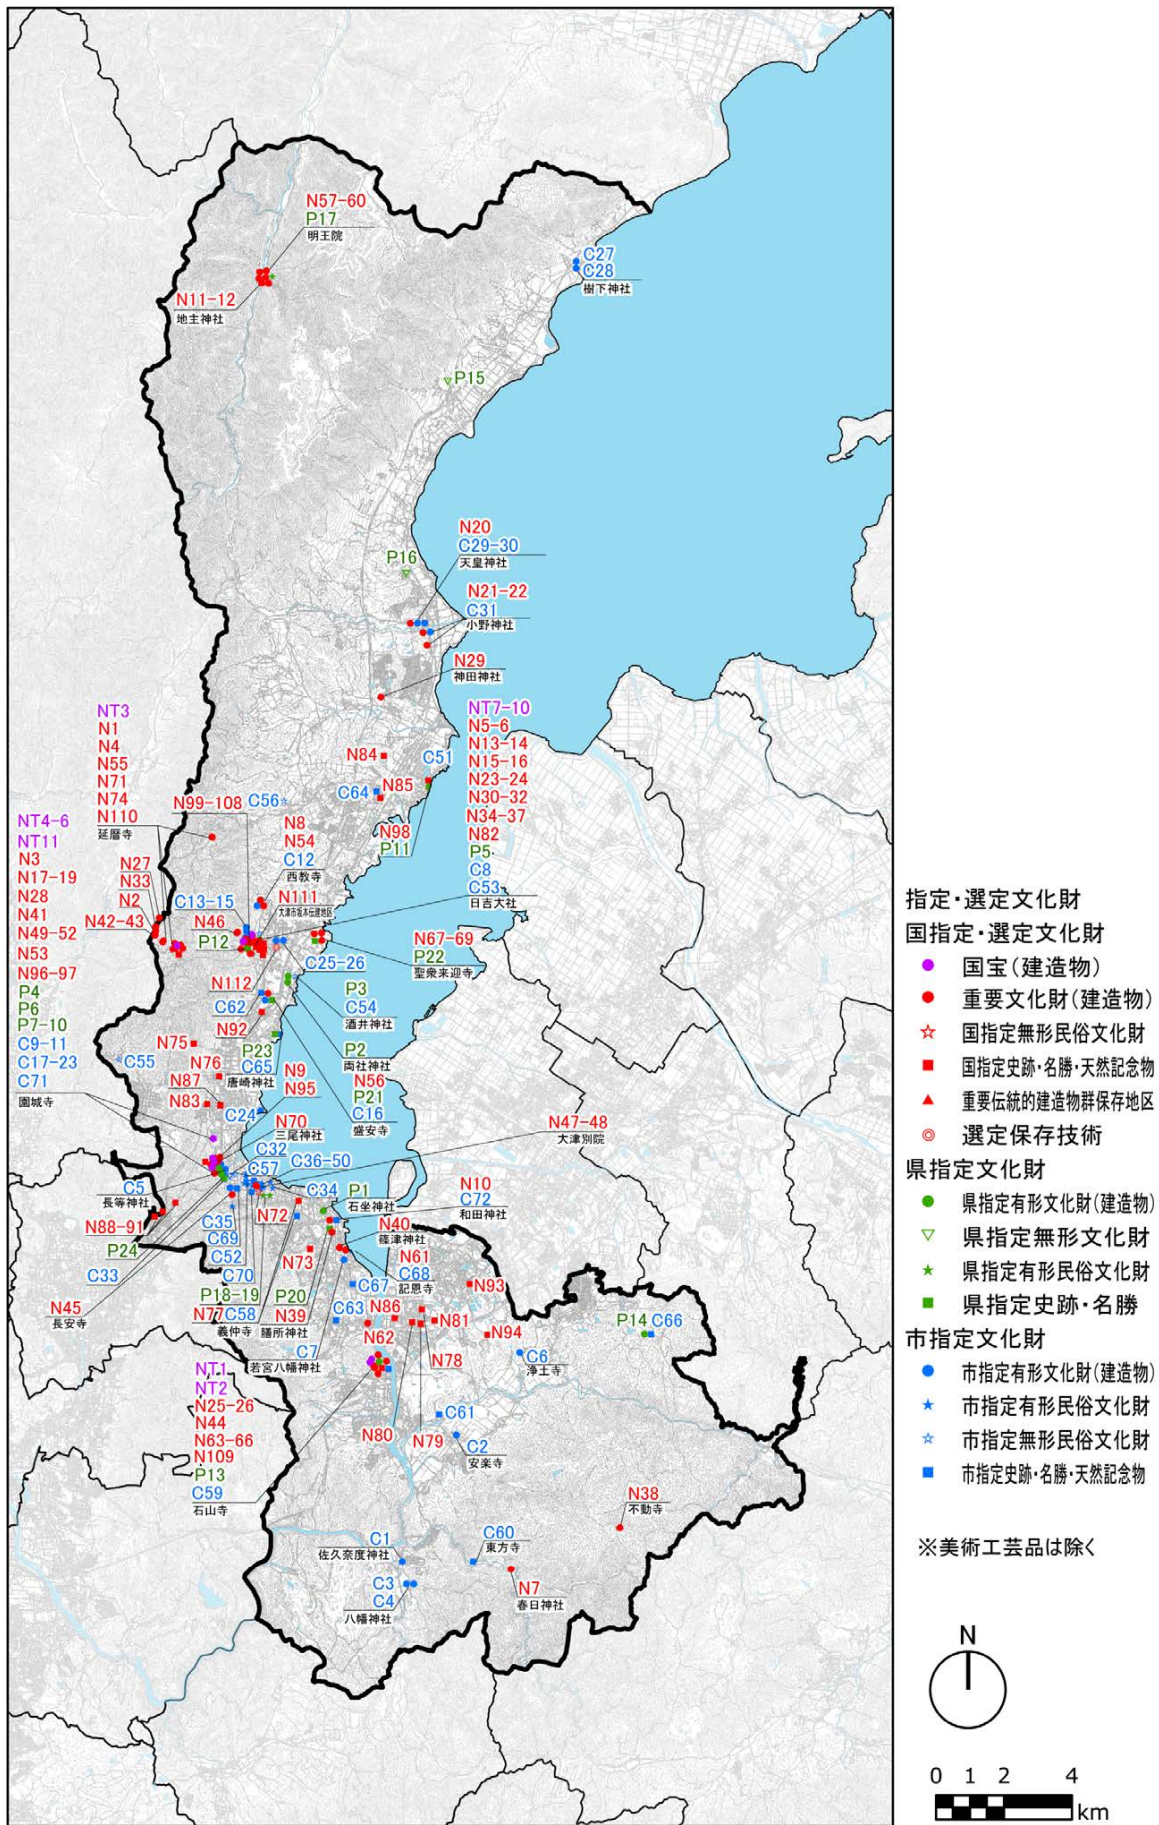 N57-60
P17
明王院
N11-12
地主神社
C27
C28
樹下神社
P15
N20
C29-30
天皇神社
P16
N21-22
C31
小野神社
N29
神田神社
NT3
N1
N4
N55
N71
N74
N110
延暦寺
N99-108
C56
N84
C64
N85
C51
N98
P11
NT7-10
N5-6
N13-14
N15-16
N23-24
N30-32
N34-37
N82
P5
C8
C53
日吉大社
NT4-6
NT11
N3
N17-19
N28
N41
N49-52
N53
N96-97
P4
P6
P7-10
C9-11
C17-23
C71
園城寺
N27
N33
N2
N42-43
N8
N54
C12
西教寺
C13-15
N46
P12
N111
大津市坂本伝建地区
C25-26
N67-69
P22
聖衆来迎寺
N112
C62
N92
P3
C54
酒井神社
P2
両社神社
N75
C55
N76
P23
C65
唐崎神社
N87
N83
C24
N9
N95
N56
P21
C16
盛安寺
N70
三尾神社
N47-48
大津別院
C32
C57
C36-50
C5
長等神社
C34
P1
石坐神社
N10
C72
和田神社
N88-91
P24
C33
C35
C69
C52
C70
N72
N73
N40
篠津神社
N61
C68
記恩寺
N45
長安寺
P18-19
N77
C58
義仲寺
P20
N39
膳所神社
C67
C63
C7
若宮八幡神社
N93
N86
N81
N94
N62
N78
P14
C66
C6
浄土寺
NT1
NT2
N25-26
N44
N63-66
N109
P13
C59
石山寺
N80
N79
C61
C2
安楽寺
N38
不動寺
C1
佐久奈度神社
C60
東方寺
C3
C4
八幡神社
N7
春日神社
指定・選定文化財
国指定・選定文化財
国宝(建造物)
重要文化財(建造物)
国指定無形民俗文化財
国指定史跡・名勝・天然記念物
重要伝統的建造物群保存地区
選定保存技術
県指定文化財
県指定有形文化財(建造物)
県指定無形文化財
県指定有形民俗文化財
県指定史跡・名勝
市指定文化財
市指定有形文化財(建造物)
市指定有形民俗文化財
市指定無形民俗文化財
市指定史跡・名勝・天然記念物
※美術工芸品は除く
N
0 1 2 4
km